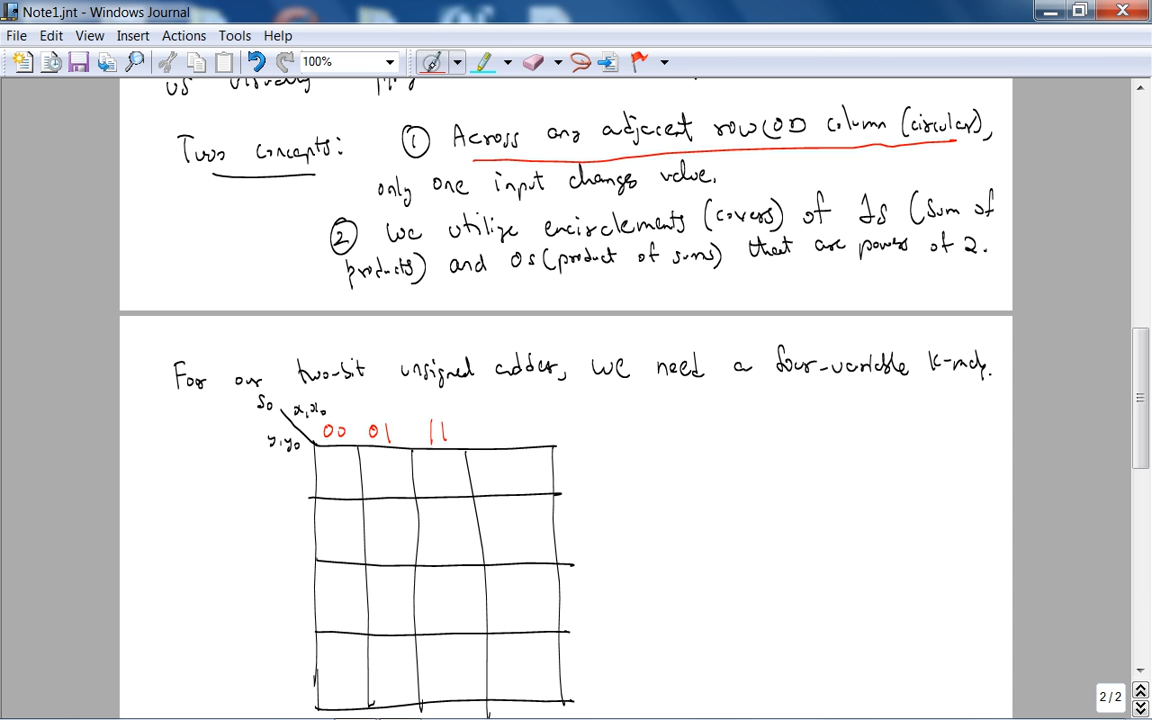 Note1.jnt - Windows Journal
File Edit View Insert Actions Tools Help
100%
us visually
Two concepts: ① Across any adjacent row (OR) column (circular),
only one input changes value.
② We utilize encirclements (covers) of 1s (sum of
products) and 0s (product of sums) that are powers of 2.
For our two-bit unsigned adder, we need a four-variable K-map.
S0 x1x0
y1y0 00 01 11
2 / 2